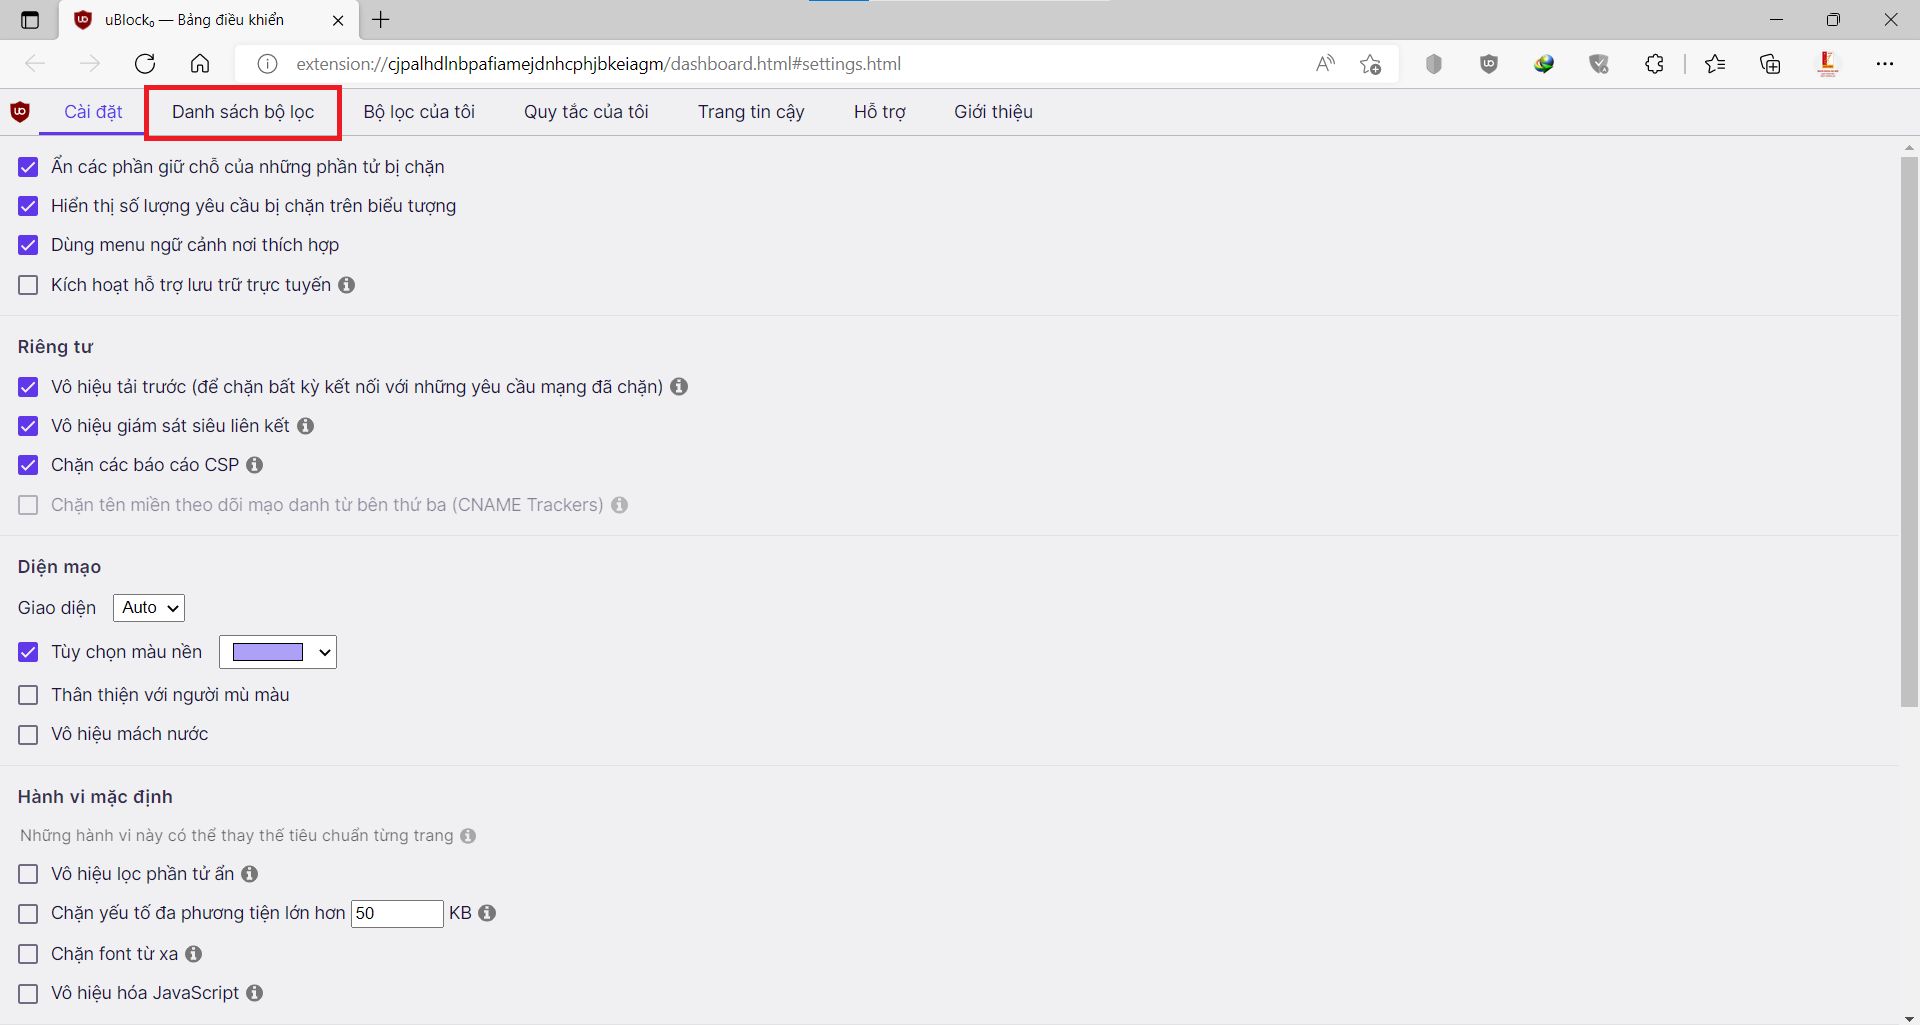 uBlock₀ — Bảng điều khiển
extension://cjpalhdlnbpafiamejdnhcphjbkeiagm/dashboard.html#settings.html
Cài đặt Danh sách bộ lọc Bộ lọc của tôi Quy tắc của tôi Trang tin cậy Hỗ trợ Giới thiệu
Ẩn các phần giữ chỗ của những phần tử bị chặn
Hiển thị số lượng yêu cầu bị chặn trên biểu tượng
Dùng menu ngữ cảnh nơi thích hợp
Kích hoạt hỗ trợ lưu trữ trực tuyến
Riêng tư
Vô hiệu tải trước (để chặn bất kỳ kết nối với những yêu cầu mạng đã chặn)
Vô hiệu giám sát siêu liên kết
Chặn các báo cáo CSP
Chặn tên miền theo dõi mạo danh từ bên thứ ba (CNAME Trackers)
Diện mạo
Giao diện Auto
Tùy chọn màu nền
Thân thiện với người mù màu
Vô hiệu mách nước
Hành vi mặc định
Những hành vi này có thể thay thế tiêu chuẩn từng trang
Vô hiệu lọc phần tử ẩn
Chặn yếu tố đa phương tiện lớn hơn 50 KB
Chặn font từ xa
Vô hiệu hóa JavaScript